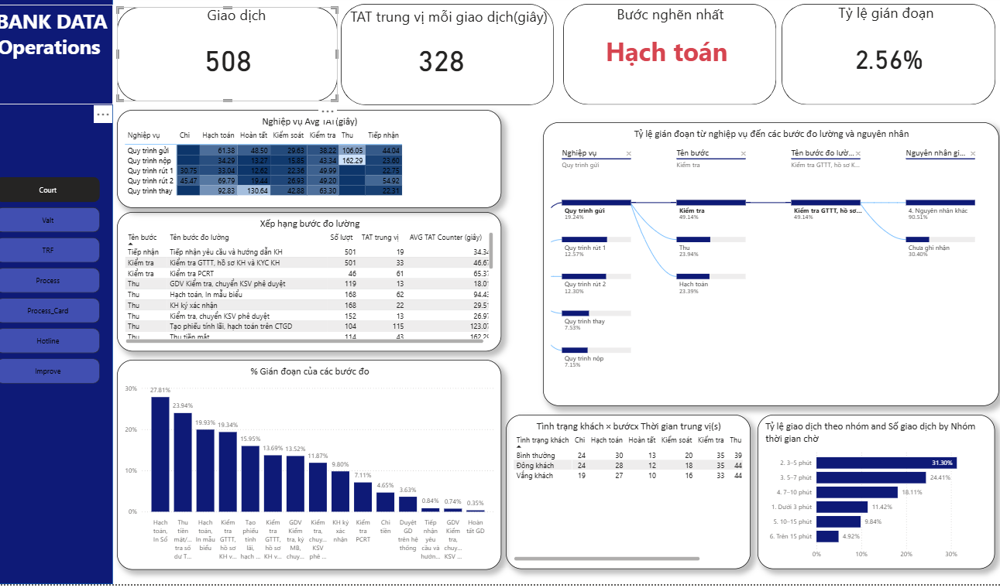 BANK DATA
Operations
Court
Valt
TRF
Process
Process_Card
Hotline
Improve
Giao dịch
508
TAT trung vị mỗi giao dịch(giây)
328
Bước nghẽn nhất
Hạch toán
Tỷ lệ gián đoạn
2.56%
Nghiệp vụ Avg TAT(giây)
Nghiệp vụ Chi Hạch toán Hoàn tất Kiểm soát Kiểm tra Thu Tiếp nhận
Quy trình gửi 61.38 48.50 29.63 38.22 106.05 44.04
Quy trình nộp 34.29 13.27 15.85 43.34 162.29 23.60
Quy trình rút 1 30.75 33.04 12.62 22.36 49.99 22.75
Quy trình rút 2 45.47 69.79 19.44 26.93 49.20 54.92
Quy trình thay 92.83 130.64 42.88 63.30 22.31
Xếp hạng bước đo lường
Tên bước Tên bước đo lường Số lượt TAT trung vị AVG TAT Counter (giây)
Tiếp nhận Tiếp nhận yêu cầu và hướng dẫn KH 501 19 34.34
Kiểm tra Kiểm tra GTTT, hồ sơ KH và KYC KH 501 33 46.67
Kiểm tra Kiểm tra PCRT 46 61 65.37
Thu GDV Kiểm tra, chuyển KSV phê duyệt 119 13 18.01
Thu Hạch toán, In mẫu biểu 168 62 94.43
Thu KH ký xác nhận 168 22 29.51
Thu Kiểm tra, chuyển KSV phê duyệt 152 13 26.97
Thu Tạo phiếu tính lãi, hạch toán trên CTGD 104 115 123.07
Thu Thu tiền mặt 114 43 162.29
% Gián đoạn của các bước đo
30%
20%
10%
0%
27.81% 23.94% 19.93% 19.34% 15.95% 13.69% 13.52% 11.87% 9.80% 7.11% 4.65% 3.63% 0.84% 0.74% 0.35%
Hạch toán, In Sổ
Thu tiền mặt/... tra số dư T...
Hạch toán, In mẫu biểu
Kiểm tra GTTT, hồ sơ KH v...
Tạo phiếu tính lãi, hạch ...
Kiểm tra GTTT, hồ sơ KH v...
GDV Kiểm tra, ký MB, chuy...
Kiểm tra, chuy... KSV phê ...
KH ký xác nhận
Kiểm tra PCRT
Chi tiền
Duyệt GD trên hệ thống
Tiếp nhận yêu cầu và hướn...
GDV Kiểm tra, chuy... KSV ...
Hoàn tất GD
Tỷ lệ gián đoạn từ nghiệp vụ đến các bước đo lường và nguyên nhân
Nghiệp vụ × Tên bước × Tên bước đo lườ... × Nguyên nhân gi... ×
Quy trình gửi Kiểm tra Kiểm tra GTTT, hồ sơ K...
Quy trình gửi
19.24%
Quy trình rút 1
12.57%
Quy trình rút 2
12.30%
Quy trình thay
7.53%
Quy trình nộp
7.15%
Kiểm tra
49.14%
Thu
23.94%
Hạch toán
23.39%
Kiểm tra GTTT, hồ sơ...
49.14%
4. Nguyên nhân khác
90.51%
Chưa ghi nhận
30.40%
Tình trạng khách × bướcx Thời gian trung vị(s)
Tình trạng khách Chi Hạch toán Hoàn tất Kiểm soát Kiểm tra Thu
Bình thường 24 30 13 20 35 39
Đông khách 24 28 12 18 35 44
Vắng khách 19 27 10 16 33 44
Tỷ lệ giao dịch theo nhóm and Số giao dịch by Nhóm
thời gian chờ
2. 3–5 phút 31.30%
3. 5–7 phút 24.41%
4. 7–10 phút 18.11%
1. Dưới 3 phút 11.42%
5. 10–15 phút 9.84%
6. Trên 15 phút 4.92%
0% 10% 20% 30%